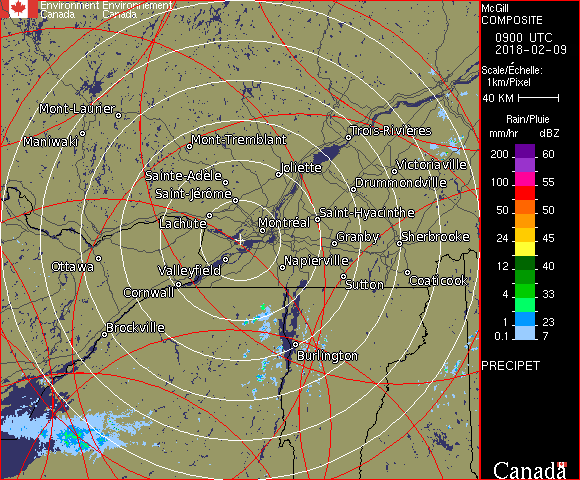 Environment Environnement
Canada Canada
McGill
COMPOSITE
0900 UTC
2018-02-09
Scale/Échelle:
1km/Pixel
40 KM
Rain/Pluie
mm/hr dBZ
200 60
155
100 55
50 50
24 45
12 40
4 33
1 23
0.1 7
PRECIPET
Canada
Mont-Laurier
Maniwaki
Mont-Tremblant
Trois-Rivières
Sainte-Adèle
Joliette
Victoriaville
Saint-Jérôme
Drummondville
Lachute
Montréal
Saint-Hyacinthe
Granby
Sherbrooke
Ottawa
Valleyfield
Napierville
Cornwall
Sutton
Coaticook
Brockville
Burlington